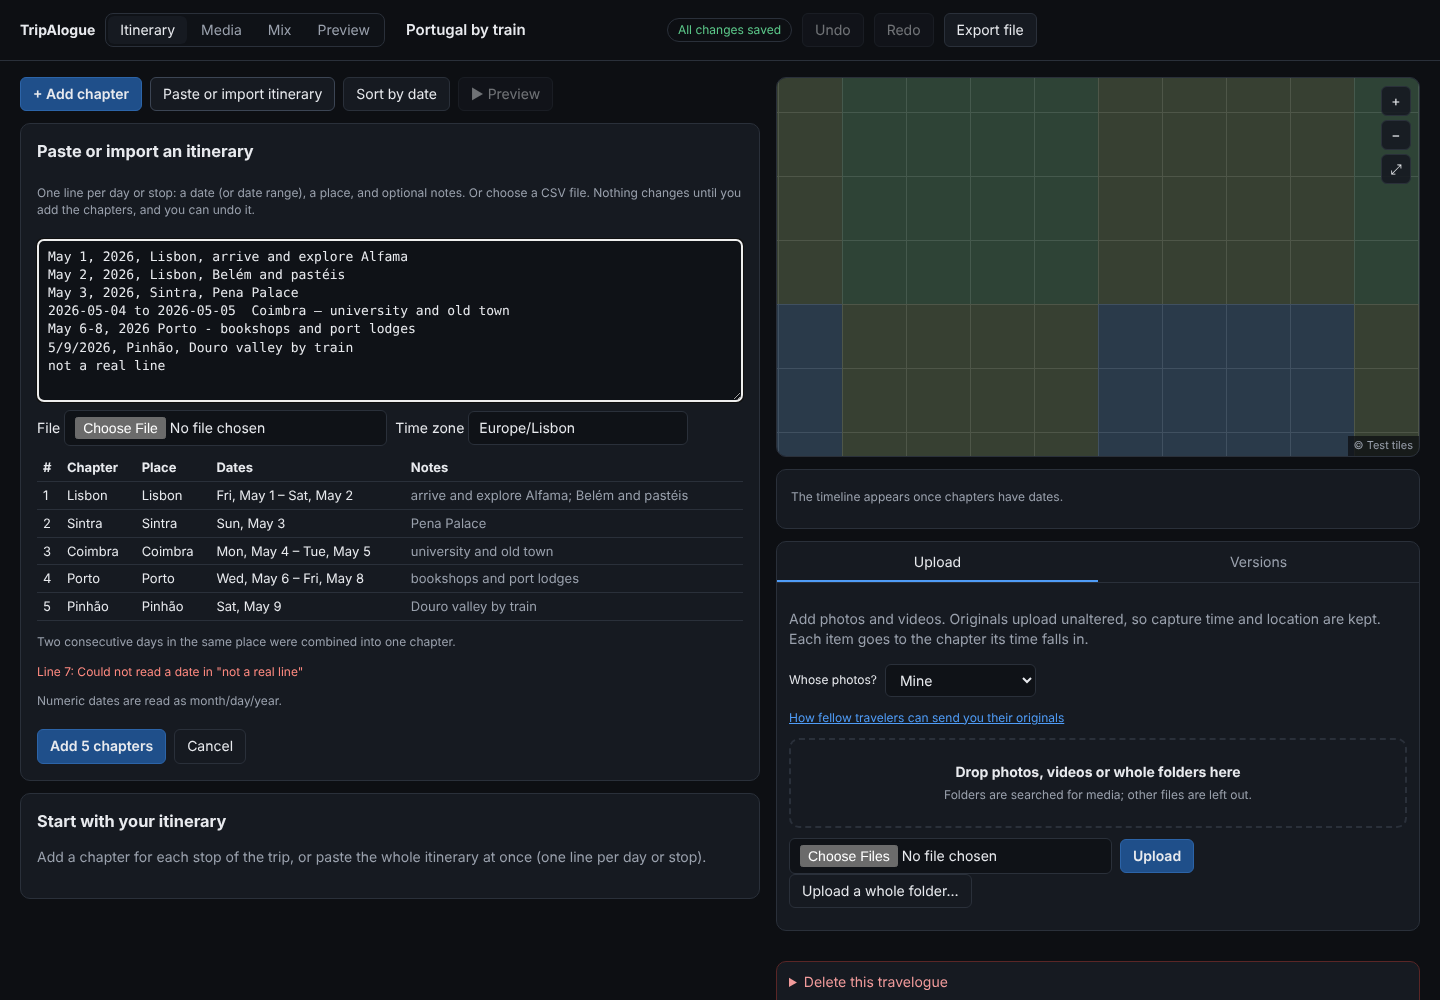 TripAlogue
Itinerary
Media
Mix
Preview
Portugal by train
All changes saved
Undo
Redo
Export file
+ Add chapter
Paste or import itinerary
Sort by date
▶ Preview
Paste or import an itinerary
One line per day or stop: a date (or date range), a place, and optional notes. Or choose a CSV file. Nothing changes until you
add the chapters, and you can undo it.
May 1, 2026, Lisbon, arrive and explore Alfama
May 2, 2026, Lisbon, Belém and pastéis
May 3, 2026, Sintra, Pena Palace
2026-05-04 to 2026-05-05  Coimbra — university and old town
May 6-8, 2026 Porto - bookshops and port lodges
5/9/2026, Pinhão, Douro valley by train
not a real line
File Choose File No file chosen Time zone Europe/Lisbon
# Chapter Place Dates Notes
1 Lisbon Lisbon Fri, May 1 – Sat, May 2 arrive and explore Alfama; Belém and pastéis
2 Sintra Sintra Sun, May 3 Pena Palace
3 Coimbra Coimbra Mon, May 4 – Tue, May 5 university and old town
4 Porto Porto Wed, May 6 – Fri, May 8 bookshops and port lodges
5 Pinhão Pinhão Sat, May 9 Douro valley by train
Two consecutive days in the same place were combined into one chapter.
Line 7: Could not read a date in "not a real line"
Numeric dates are read as month/day/year.
Add 5 chapters
Cancel
Start with your itinerary
Add a chapter for each stop of the trip, or paste the whole itinerary at once (one line per day or stop).
+
−
⤢
© Test tiles
The timeline appears once chapters have dates.
Upload
Versions
Add photos and videos. Originals upload unaltered, so capture time and location are kept.
Each item goes to the chapter its time falls in.
Whose photos? Mine
How fellow travelers can send you their originals
Drop photos, videos or whole folders here
Folders are searched for media; other files are left out.
Choose Files No file chosen Upload
Upload a whole folder…
▶ Delete this travelogue